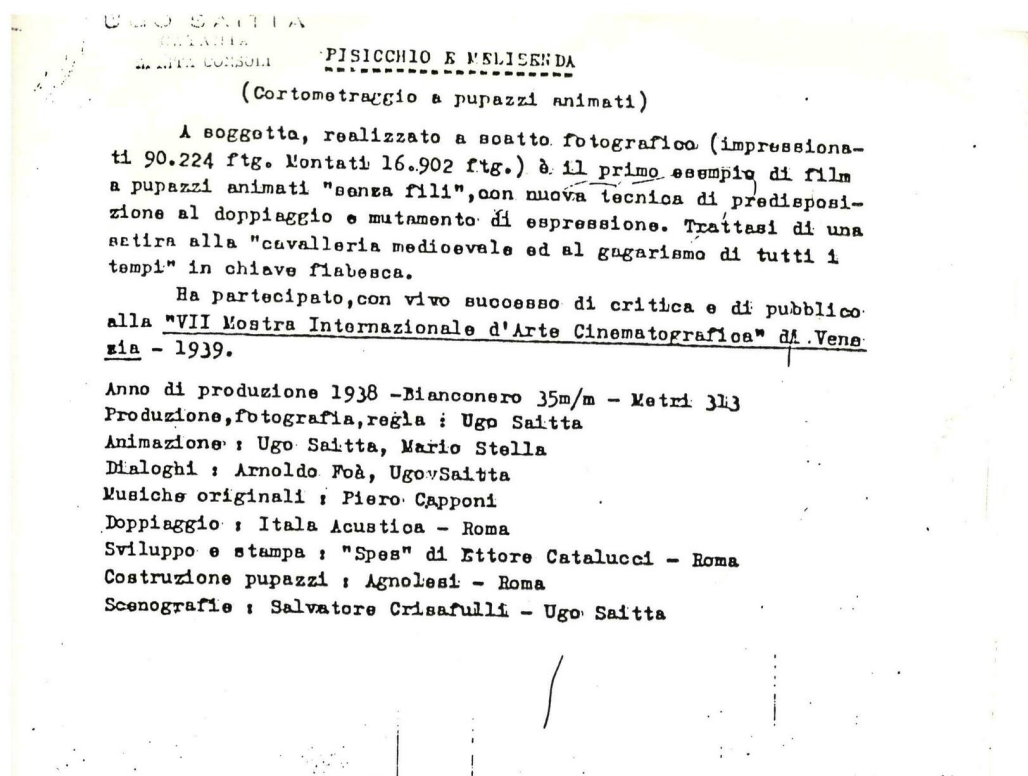 UGO SAITTA
CATANIA
PISICCHIO E MELISENDA
(Cortometraggio a pupazzi animati)
A soggetto, realizzato a scatto fotografico (impressiona-
ti 90.224 ftg. Montati 16.902 ftg.) è il primo esempio di film
a pupazzi animati "senza fili",con nuova tecnica di predisposi-
zione al doppiaggio e mutamento di espressione. Trattasi di una
satira alla "cavalleria medioevale ed al gagarismo di tutti i
tempi" in chiave fiabesca.
Ha partecipato,con vivo successo di critica e di pubblico
alla "VII Mostra Internazionale d'Arte Cinematografica" di Vene
zia - 1939.
Anno di produzione 1938 -Bianconero 35m/m - Metri 313
Produzione,fotografia,regia : Ugo Saitta
Animazione : Ugo Saitta, Mario Stella
Dialoghi : Arnoldo Foà, Ugo Saitta
Musiche originali : Piero Capponi
Doppiaggio : Itala Acustica - Roma
Sviluppo e stampa : "Spes" di Ettore Catalucci - Roma
Costruzione pupazzi : Agnolesi - Roma
Scenografie : Salvatore Crisafulli - Ugo Saitta